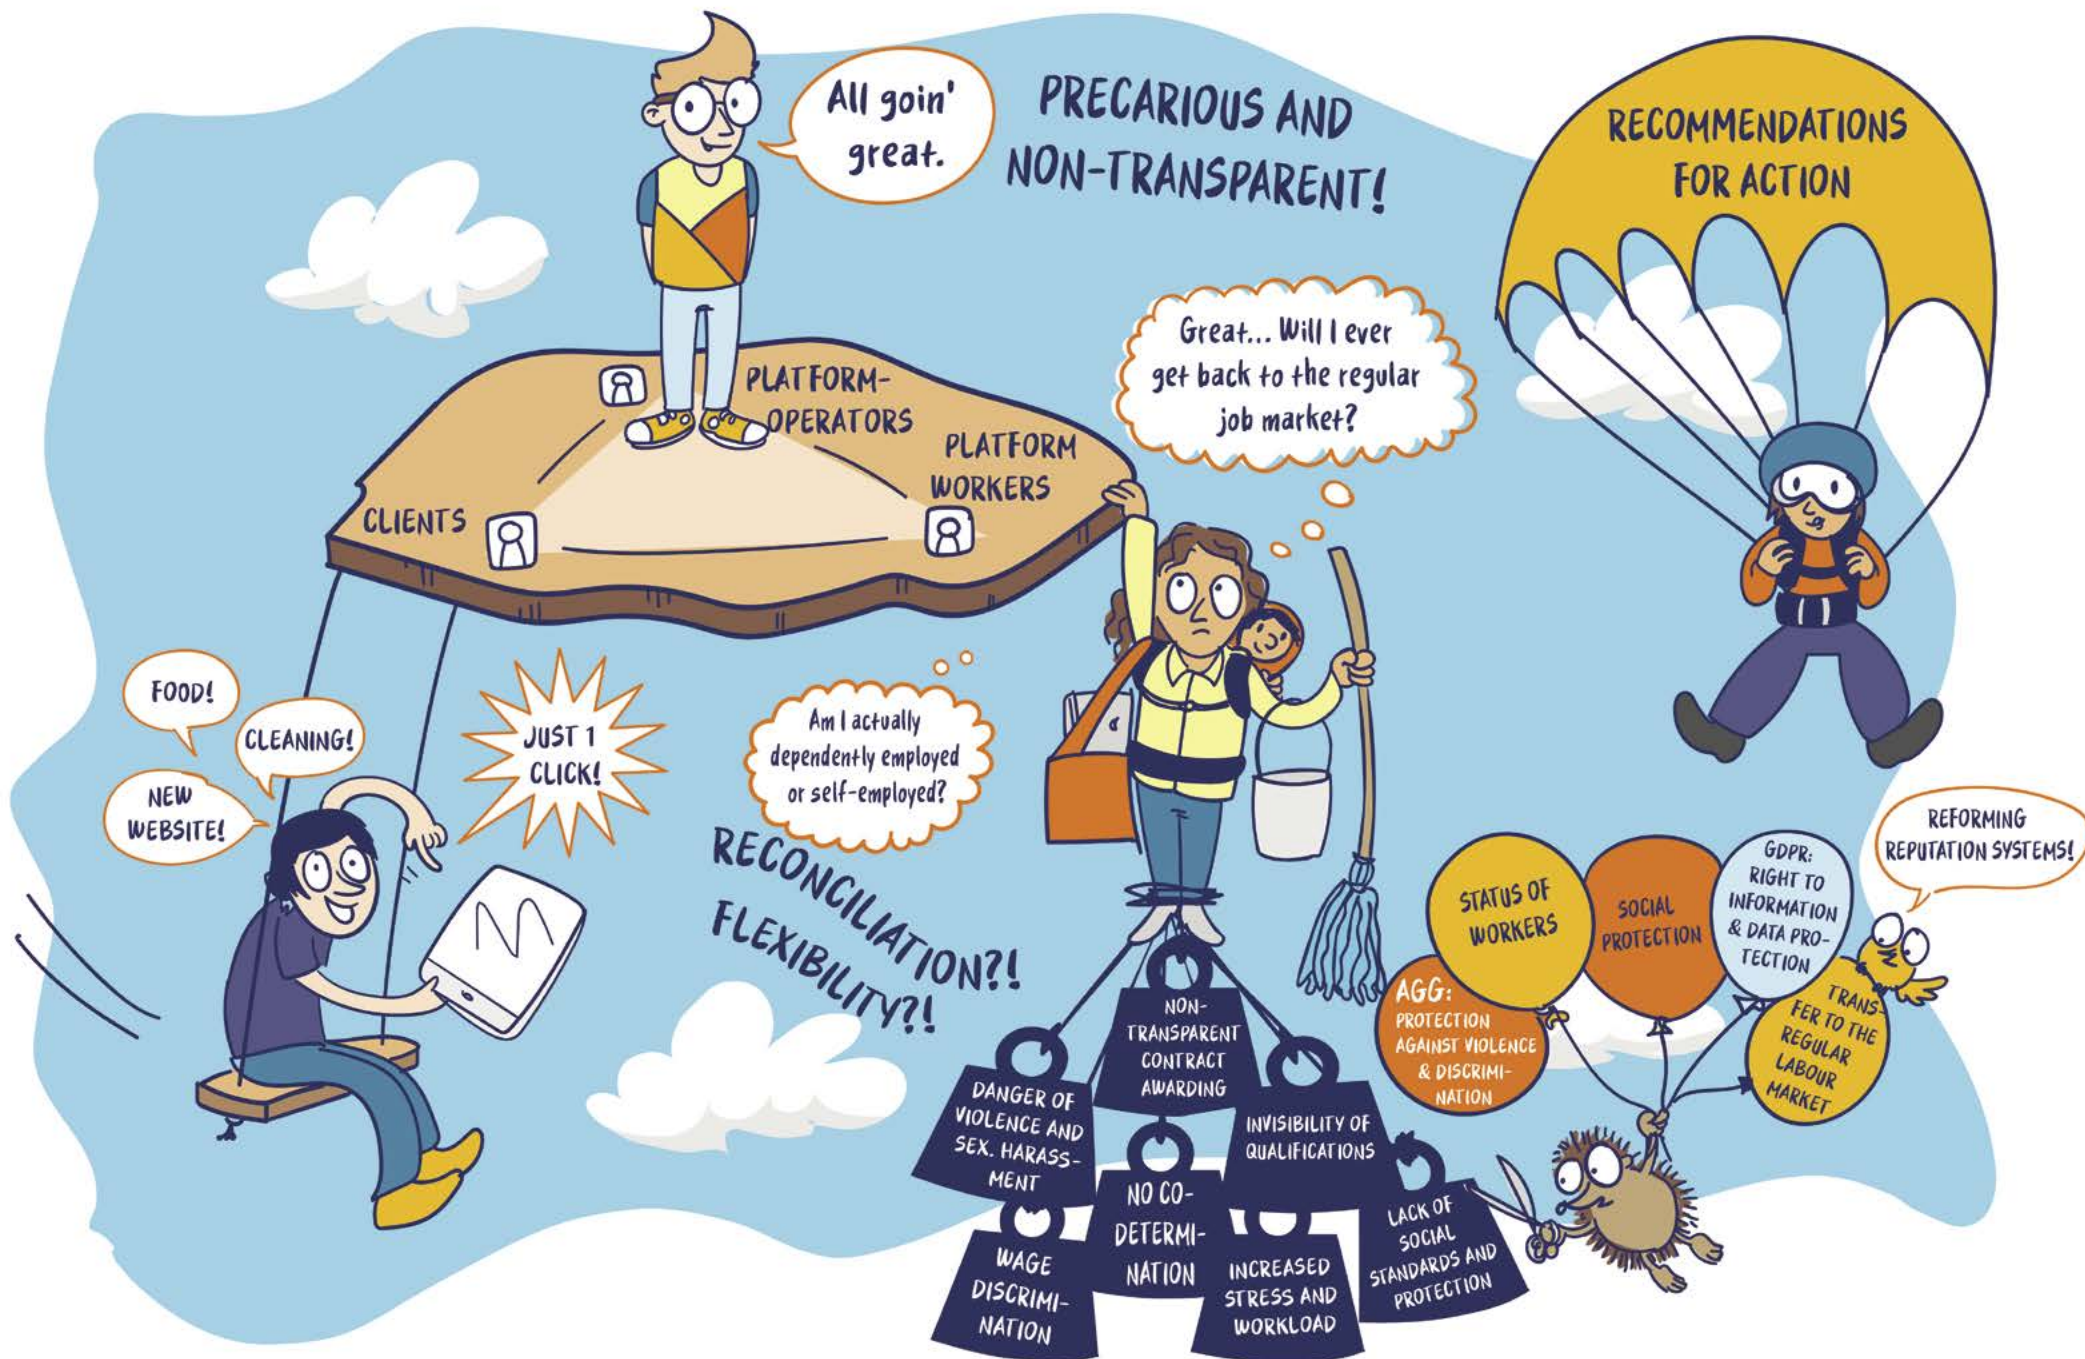 All goin'
great.
PRECARIOUS AND
NON-TRANSPARENT!
RECOMMENDATIONS
FOR ACTION
Great... Will I ever
get back to the regular
job market?
PLATFORM-
OPERATORS
PLATFORM
WORKERS
CLIENTS
FOOD!
CLEANING!
NEW
WEBSITE!
JUST 1
CLICK!
Am I actually
dependently employed
or self-employed?
RECONCILIATION?!
FLEXIBILITY?!
REFORMING
REPUTATION SYSTEMS!
STATUS OF
WORKERS
SOCIAL
PROTECTION
GDPR:
RIGHT TO
INFORMATION
& DATA PRO-
TECTION
AGG:
PROTECTION
AGAINST VIOLENCE
& DISCRIMI-
NATION
TRANS-
FER TO THE
REGULAR
LABOUR
MARKET
NON-
TRANSPARENT
CONTRACT
AWARDING
DANGER OF
VIOLENCE AND
SEX. HARASS-
MENT
INVISIBILITY OF
QUALIFICATIONS
NO CO-
DETERMI-
NATION
LACK OF
SOCIAL
STANDARDS AND
PROTECTION
WAGE
DISCRIMI-
NATION
INCREASED
STRESS AND
WORKLOAD